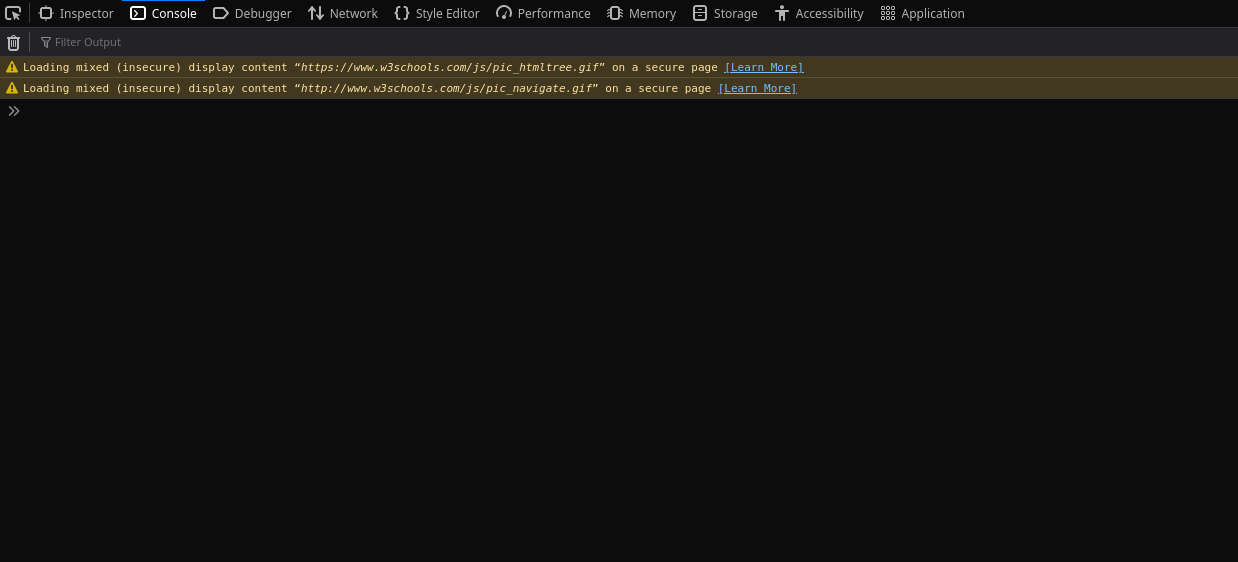 Inspector Console Debugger Network Style Editor Performance Memory Storage Accessibility Application
Filter Output
Loading mixed (insecure) display content “https://www.w3schools.com/js/pic_htmltree.gif” on a secure page [Learn More]
Loading mixed (insecure) display content “http://www.w3schools.com/js/pic_navigate.gif” on a secure page [Learn More]